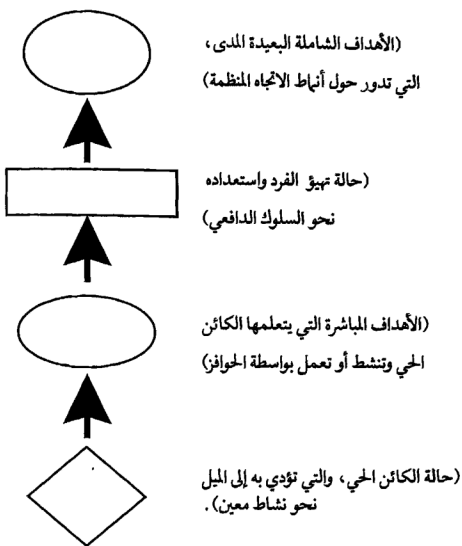 (الأهداف الشاملة البعيدة المدى،
التي تدور حول أنماط الاتجاه المنظمة)
(حالة تهيؤ الفرد واستعداده
نحو السلوك الدافعي)
(الأهداف المباشرة التي يتعلمها الكائن
الحي وتنشط أو تعمل بواسطة الحوافز)
(حالة الكائن الحي، والتي تؤدي به إلى الميل
نحو نشاط معين).